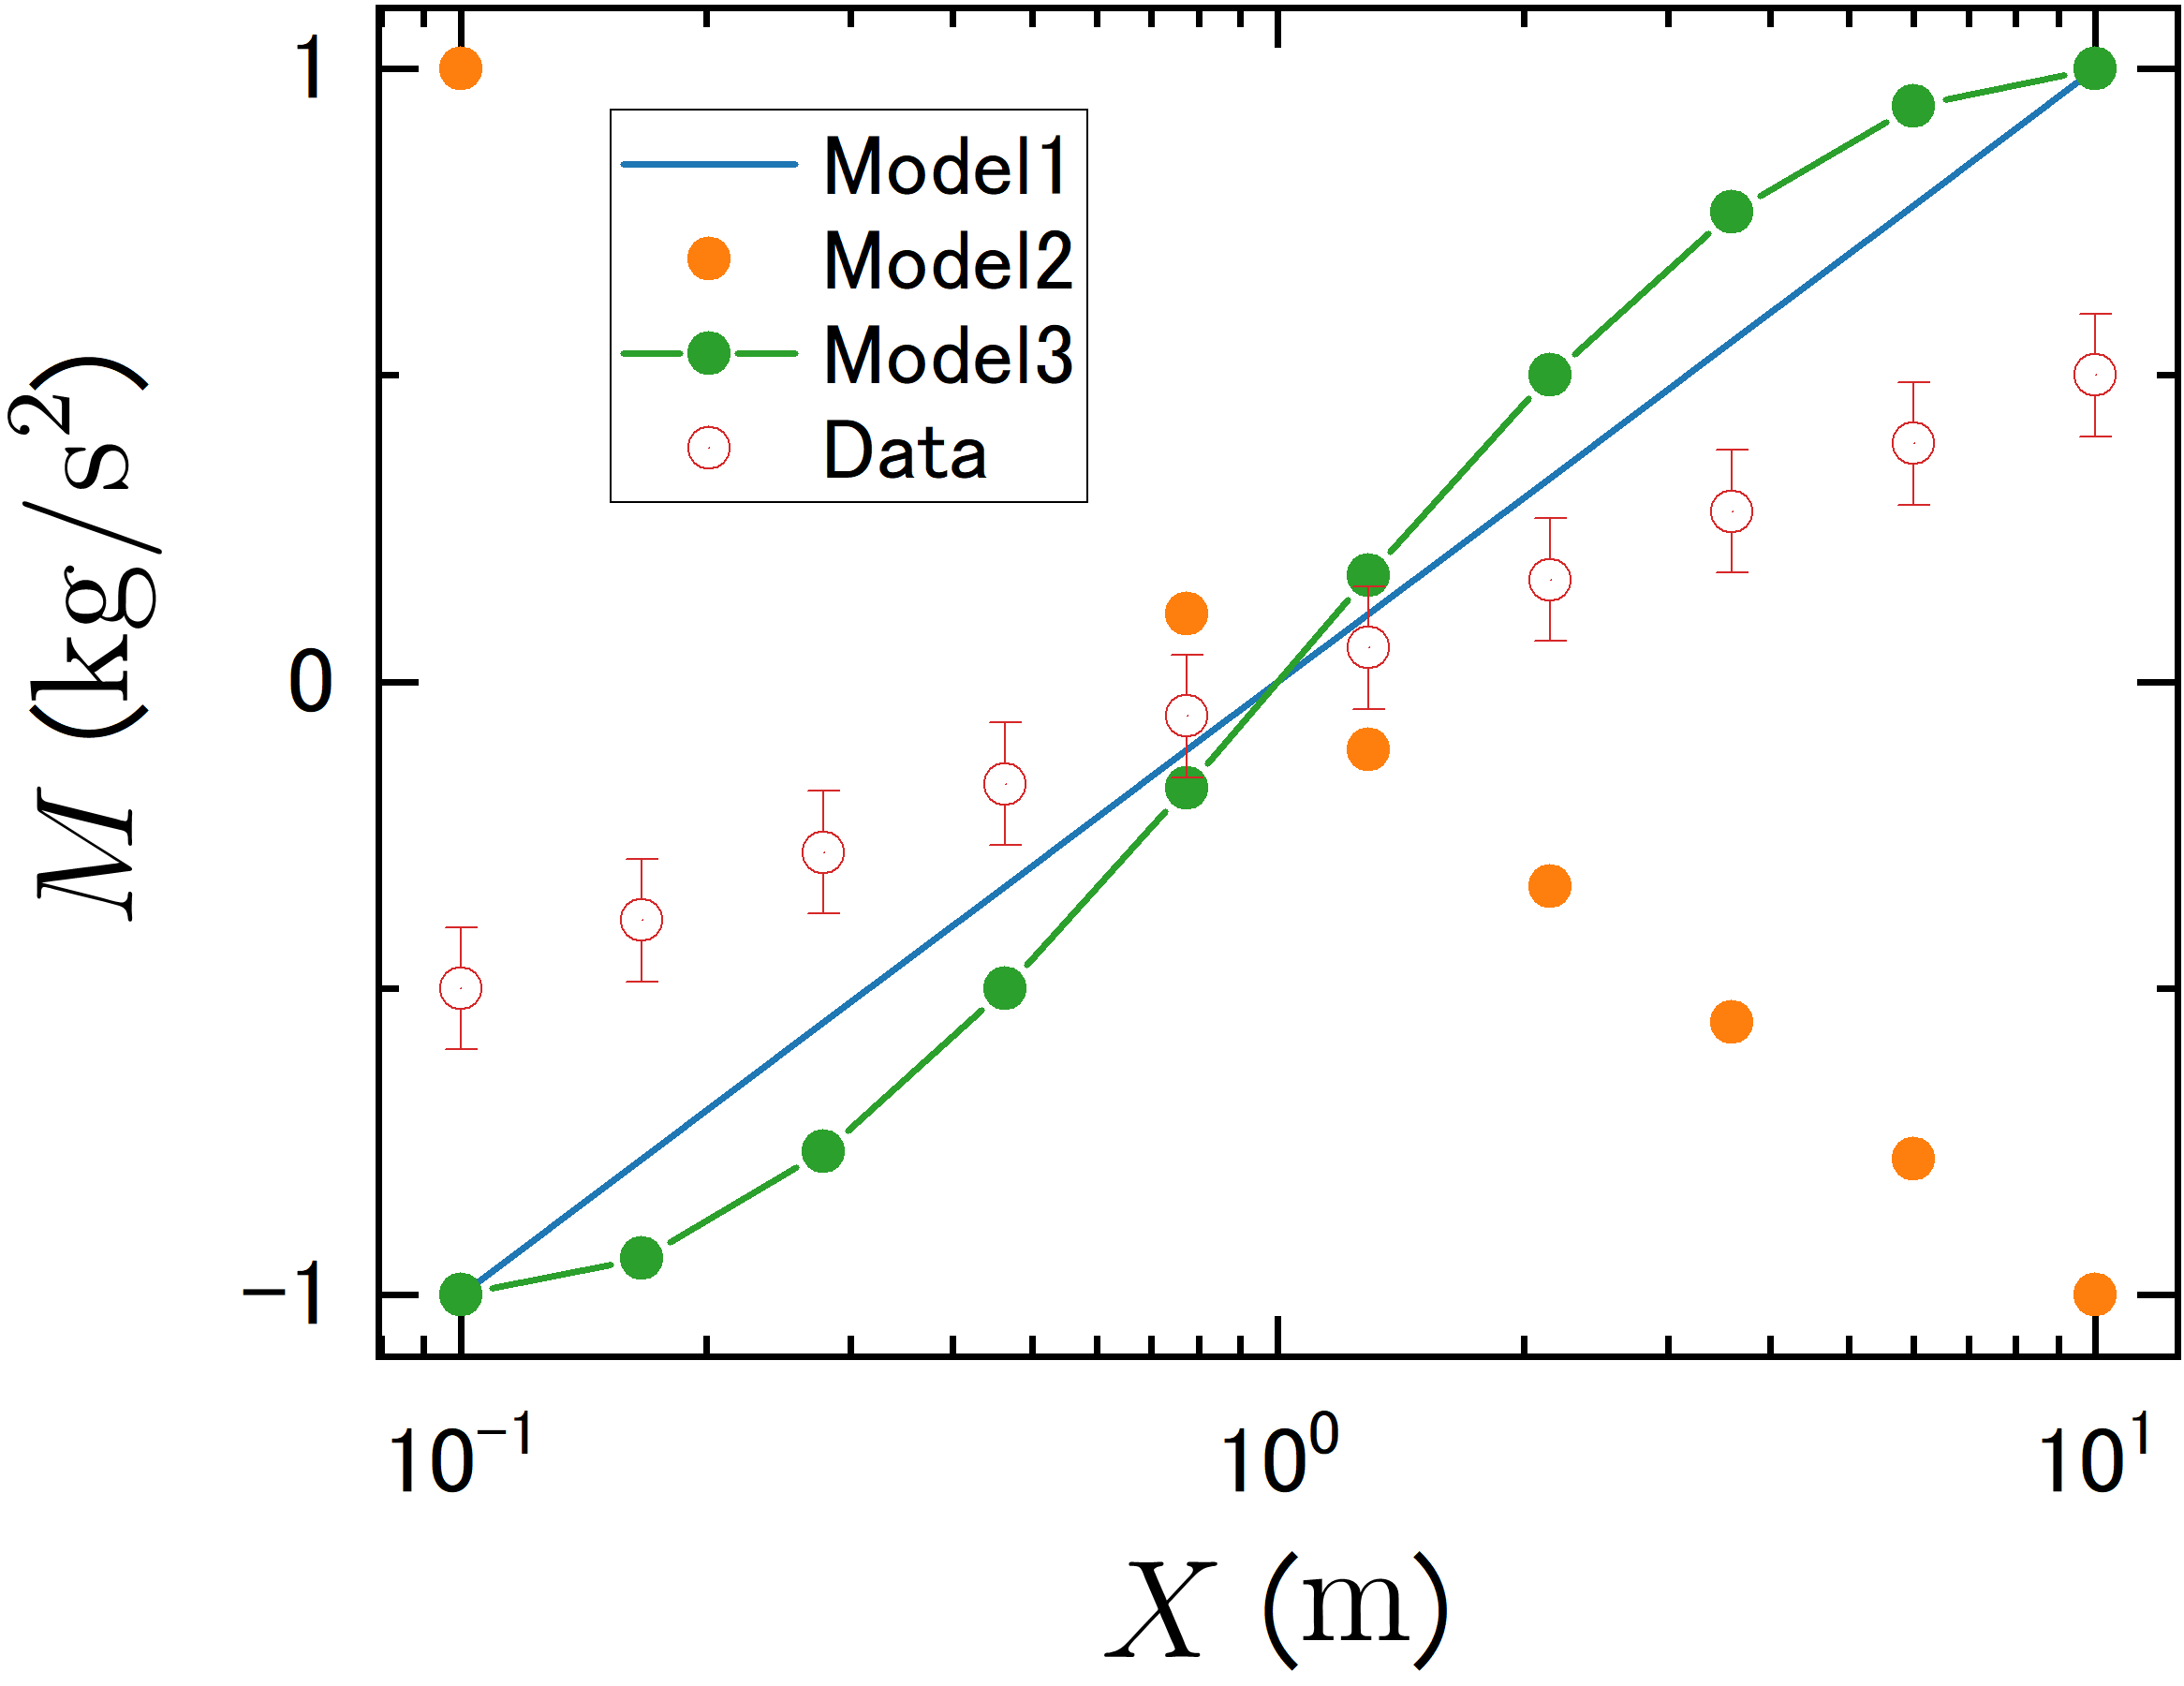 1
0
−1
M (kg/s²)
Model1
Model2
Model3
Data
10⁻¹ 10⁰ 10¹
X (m)